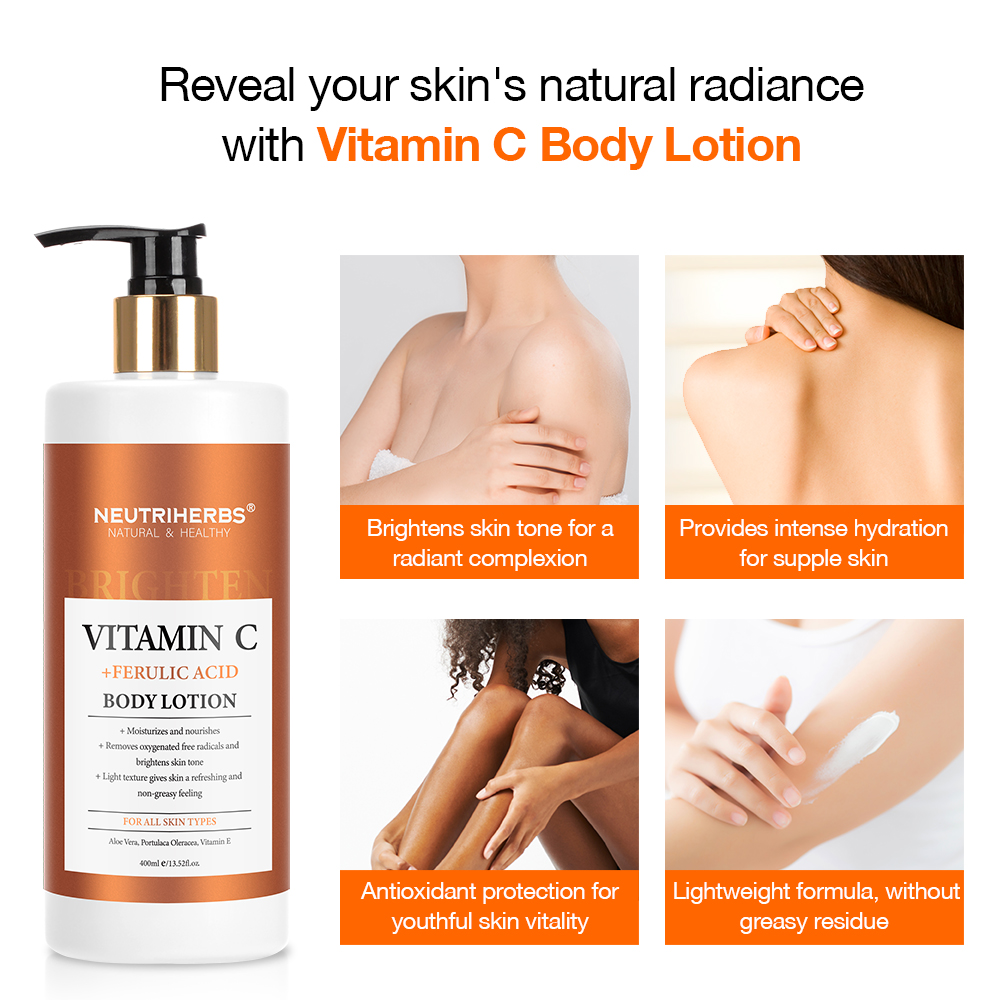 Reveal your skin's natural radiance
with Vitamin C Body Lotion
NEUTRIHERBS®
NATURAL & HEALTHY
BRIGHTEN
VITAMIN C
+FERULIC ACID
BODY LOTION
+ Moisturizes and nourishes
+ Removes oxygenated free radicals and
brightens skin tone
+ Light texture gives skin a refreshing and
non-greasy feeling
FOR ALL SKIN TYPES
Aloe Vera, Portulaca Oleracea, Vitamin E
400ml e/13.52fl.oz.
Brightens skin tone for a
radiant complexion
Provides intense hydration
for supple skin
Antioxidant protection for
youthful skin vitality
Lightweight formula, without
greasy residue